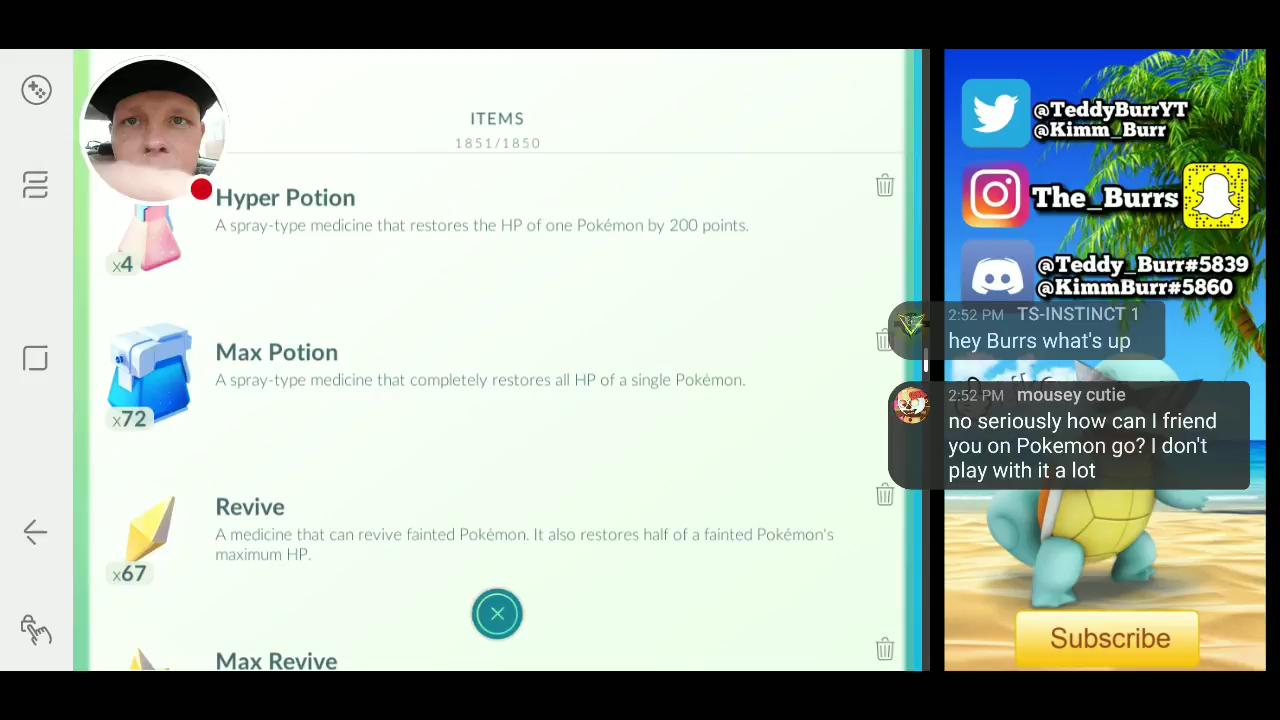 ITEMS
1851/1850
Hyper Potion
A spray-type medicine that restores the HP of one Pokémon by 200 points.
x4
Max Potion
A spray-type medicine that completely restores all HP of a single Pokémon.
x72
Revive
A medicine that can revive fainted Pokémon. It also restores half of a fainted Pokémon's
maximum HP.
x67
Max Revive
@TeddyBurrYT
@Kimm_Burr
The_Burrs
@Teddy_Burr#5839
@KimmBurr#5860
2:52 PM TS-INSTINCT 1
hey Burrs what's up
2:52 PM mousey cutie
no seriously how can I friend
you on Pokemon go? I don't
play with it a lot
Subscribe